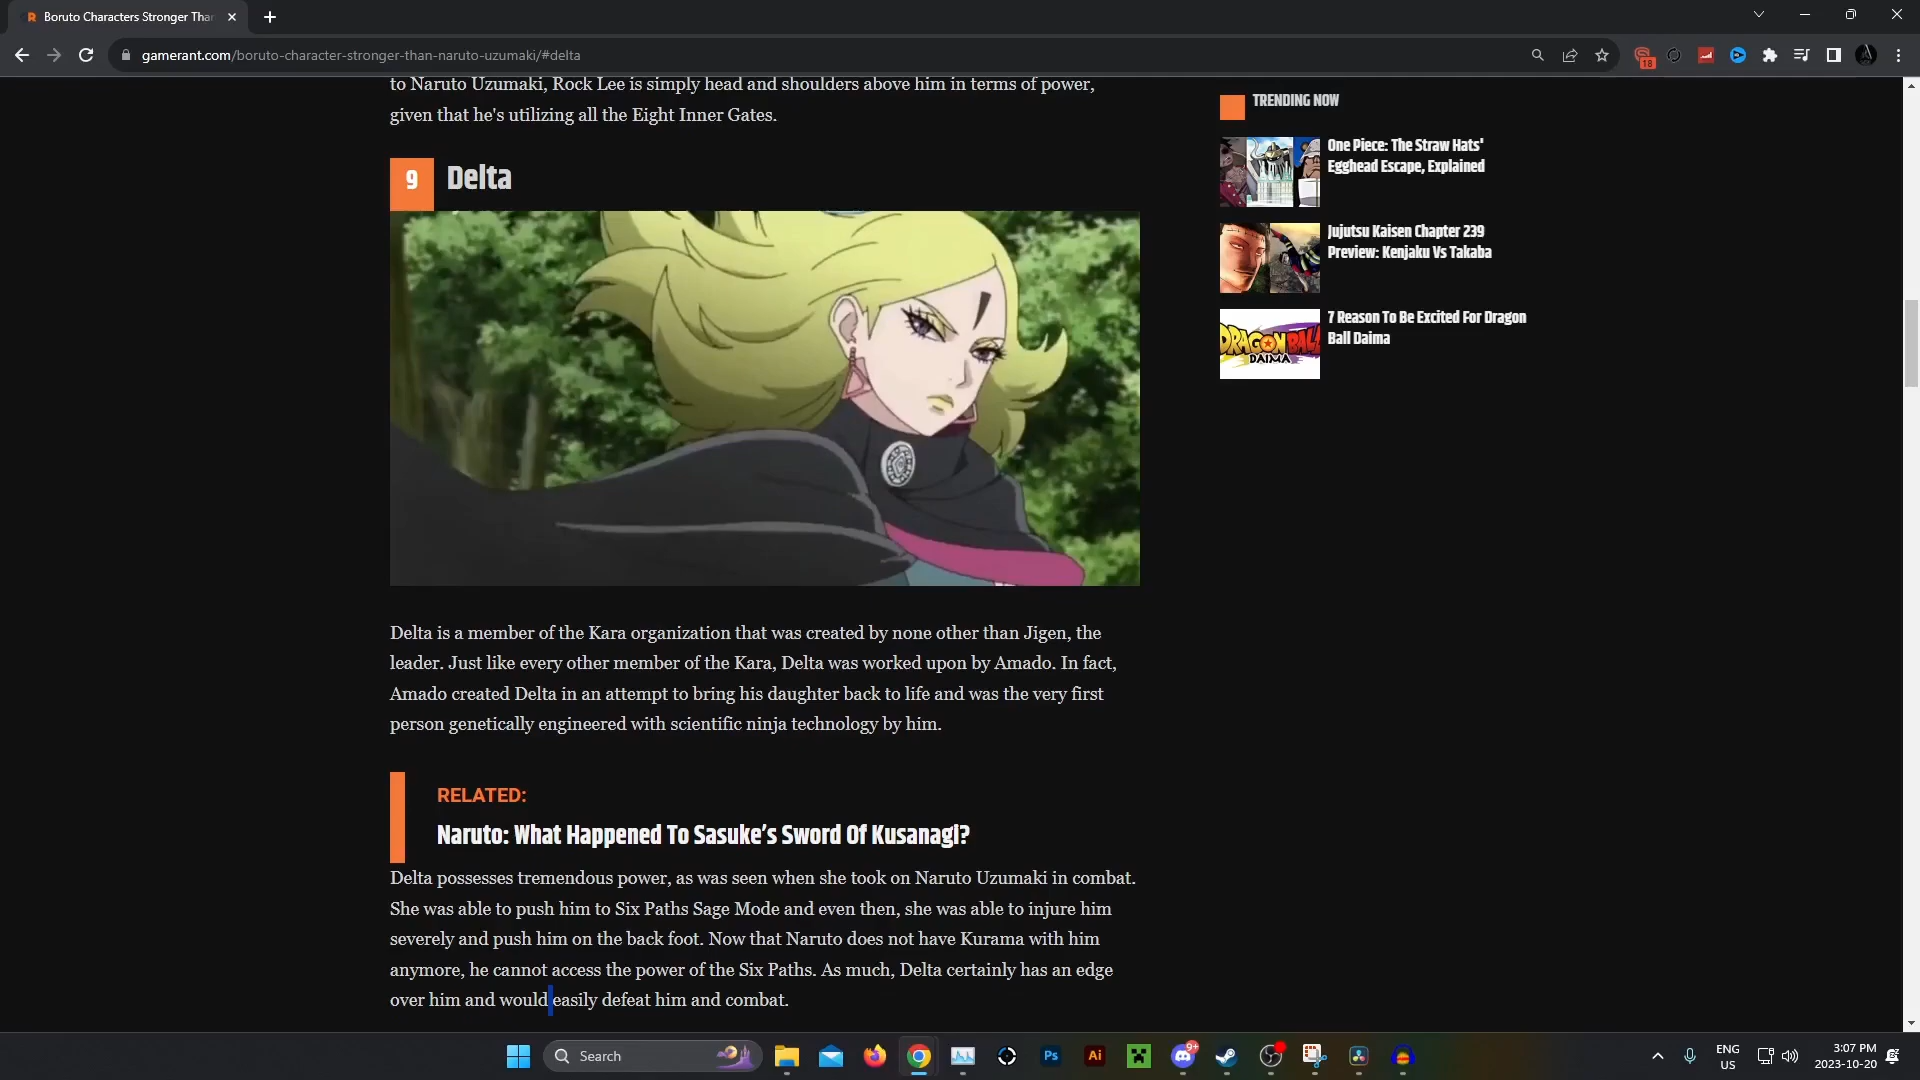 Boruto Characters Stronger Tha
gamerant.com/boruto-character-stronger-than-naruto-uzumaki/#delta
18
to Naruto Uzumaki, Rock Lee is simply head and shoulders above him in terms of power,
given that he's utilizing all the Eight Inner Gates.
9 Delta
Delta is a member of the Kara organization that was created by none other than Jigen, the
leader. Just like every other member of the Kara, Delta was worked upon by Amado. In fact,
Amado created Delta in an attempt to bring his daughter back to life and was the very first
person genetically engineered with scientific ninja technology by him.
RELATED:
Naruto: What Happened To Sasuke's Sword Of Kusanagi?
Delta possesses tremendous power, as was seen when she took on Naruto Uzumaki in combat.
She was able to push him to Six Paths Sage Mode and even then, she was able to injure him
severely and push him on the back foot. Now that Naruto does not have Kurama with him
anymore, he cannot access the power of the Six Paths. As much, Delta certainly has an edge
over him and would easily defeat him and combat.
TRENDING NOW
One Piece: The Straw Hats'
Egghead Escape, Explained
Jujutsu Kaisen Chapter 239
Preview: Kenjaku Vs Takaba
DRAGON BALL
DAIMA
7 Reason To Be Excited For Dragon
Ball Daima
Search
Ps
Ai
9+
ENG
US
3:07 PM
2023-10-20